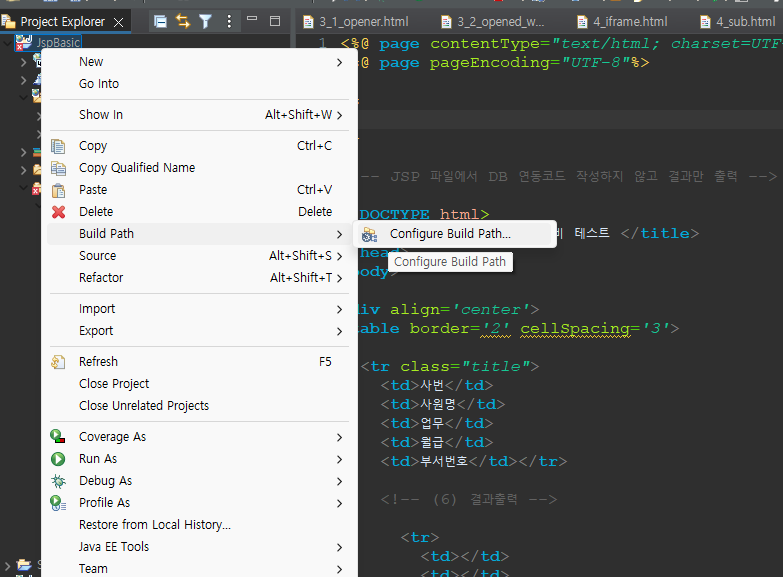 Project Explorer
3_1_opener.html
3_2_opened_w...
4_iframe.html
4_sub.html
JspBasic
1 <%@ page contentType="text/html; charset=UTF
@ page pageEncoding="UTF-8"%>
New
Go Into
Show In Alt+Shift+W
Copy Ctrl+C
Copy Qualified Name
Paste Ctrl+V
Delete Delete
Build Path
Source Alt+Shift+S
Refactor Alt+Shift+T
Import
Export
Refresh F5
Close Project
Close Unrelated Projects
Coverage As
Run As
Debug As
Profile As
Restore from Local History...
Java EE Tools
Team
Configure Build Path...
Configure Build Path
-- JSP 파일에서 DB 연동코드 작성하지 않고 결과만 출력 -->
DOCTYPE html>
테스트 </title>
head>
body>
div align='center'>
able border='2' cellSpacing='3'>
<tr class="title">
<td>사번</td>
<td>사원명</td>
<td>업무</td>
<td>월급</td>
<td>부서번호</td></tr>
<!-- (6) 결과출력 -->
<tr>
<td></td>
<td></td>